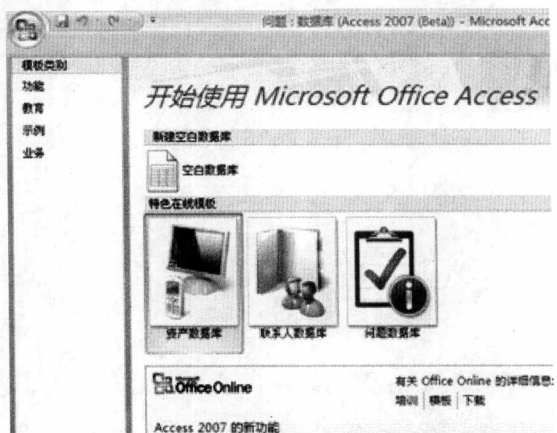 问题:数据库 (Access 2007 (Beta)) - Microsoft Acc
模板类别
功能
教育
示例
业务
开始使用 Microsoft Office Access
新建空白数据库
空白数据库
特色在线模板
资产数据库
联系人数据库
问题数据库
Office Online
有关 Office Online 的详细信息:
培训 模板 下载
Access 2007 的新功能